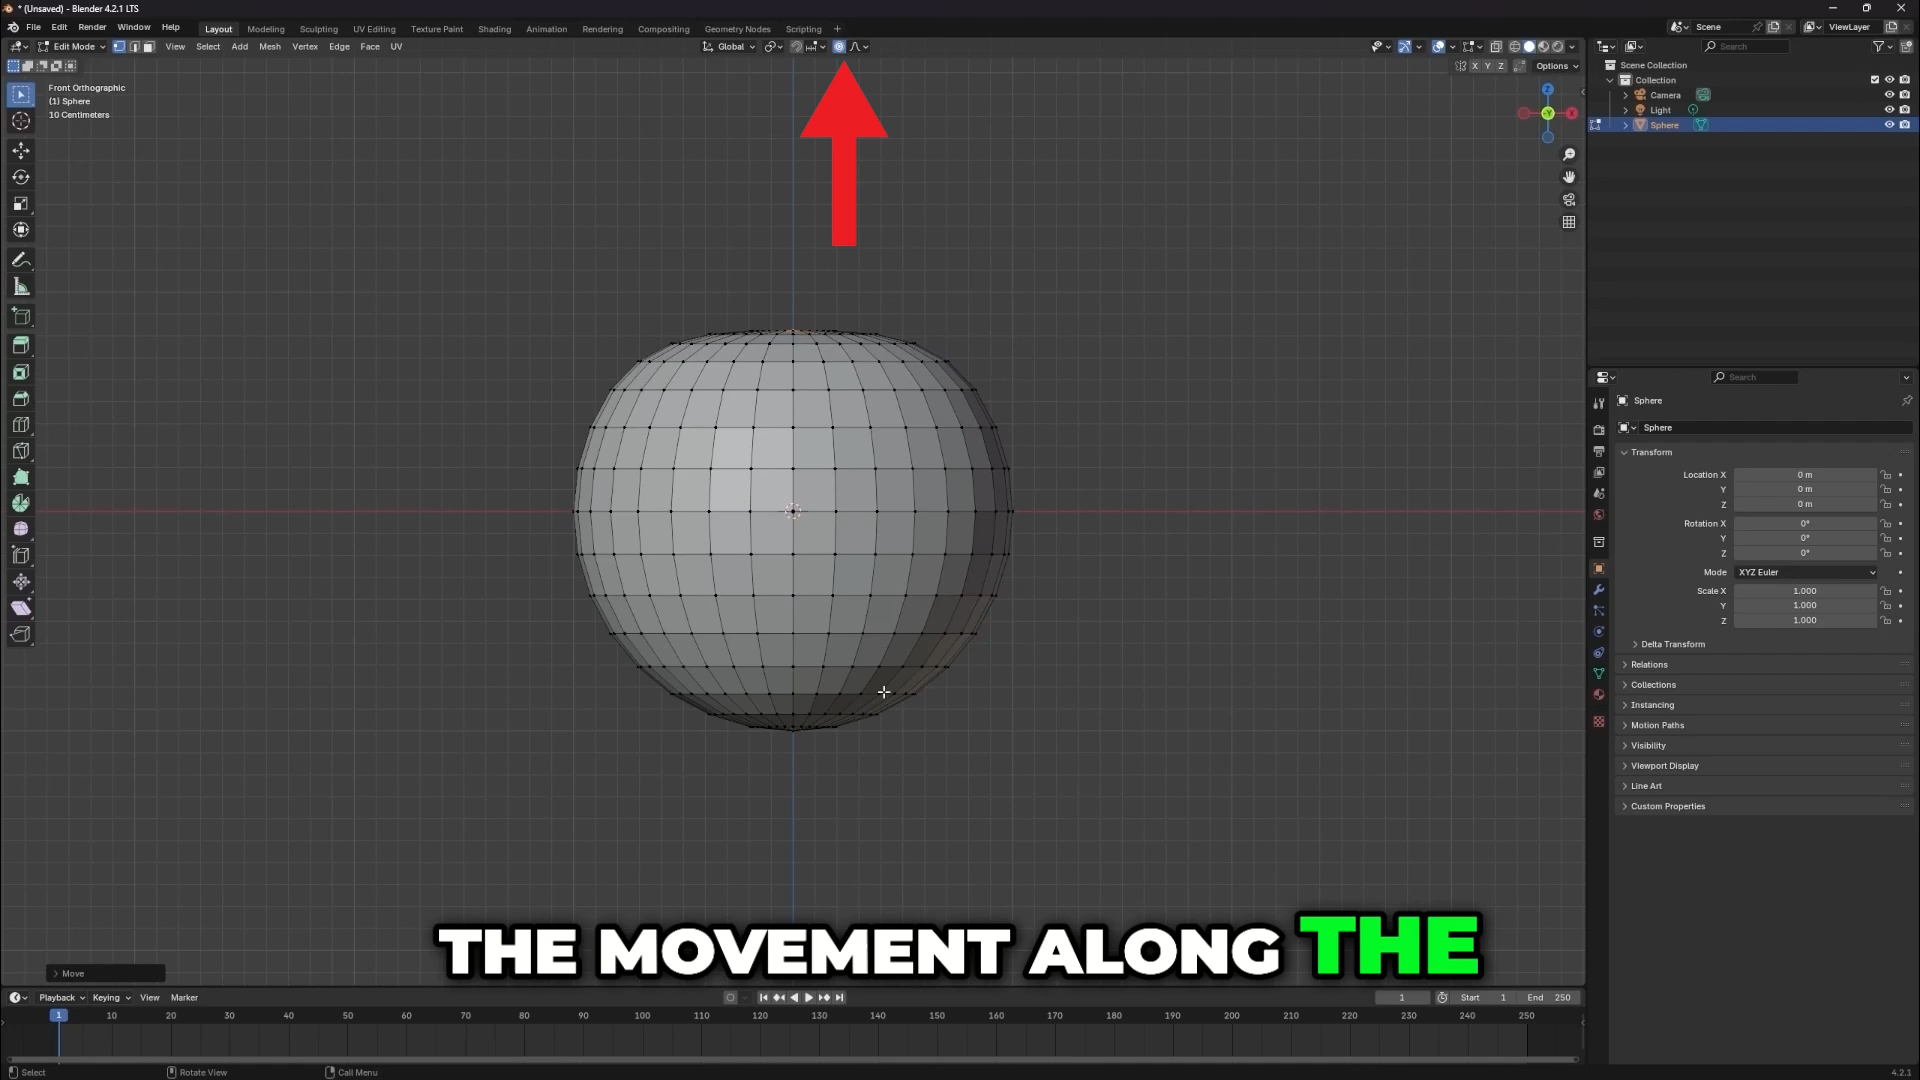 * (Unsaved) - Blender 4.2.1 LTS
File Edit Render Window Help Layout Modeling Sculpting UV Editing Texture Paint Shading Animation Rendering Compositing Geometry Nodes Scripting + Scene ViewLayer
Edit Mode View Select Add Mesh Vertex Edge Face UV Global Search
X Y Z Options
Front Orthographic
(1) Sphere
10 Centimeters
Z
-Y
X
Scene Collection
Collection
Camera
Light
Sphere
Search
Sphere
Sphere
Transform
Location X 0 m
Y 0 m
Z 0 m
Rotation X 0°
Y 0°
Z 0°
Mode XYZ Euler
Scale X 1.000
Y 1.000
Z 1.000
Delta Transform
Relations
Collections
Instancing
Motion Paths
Visibility
Viewport Display
Line Art
Custom Properties
THE MOVEMENT ALONG THE
Move
Playback Keying View Marker 1 Start 1 End 250
1 10 20 30 40 50 60 70 80 90 100 110 120 130 140 150 160 170 180 190 200 210 220 230 240 250
Select Rotate View Call Menu 4.2.1